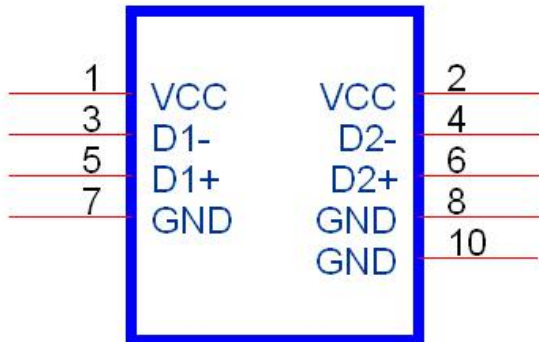 1 VCC VCC 2
3 D1- D2- 4
5 D1+ D2+ 6
7 GND GND 8
GND 10